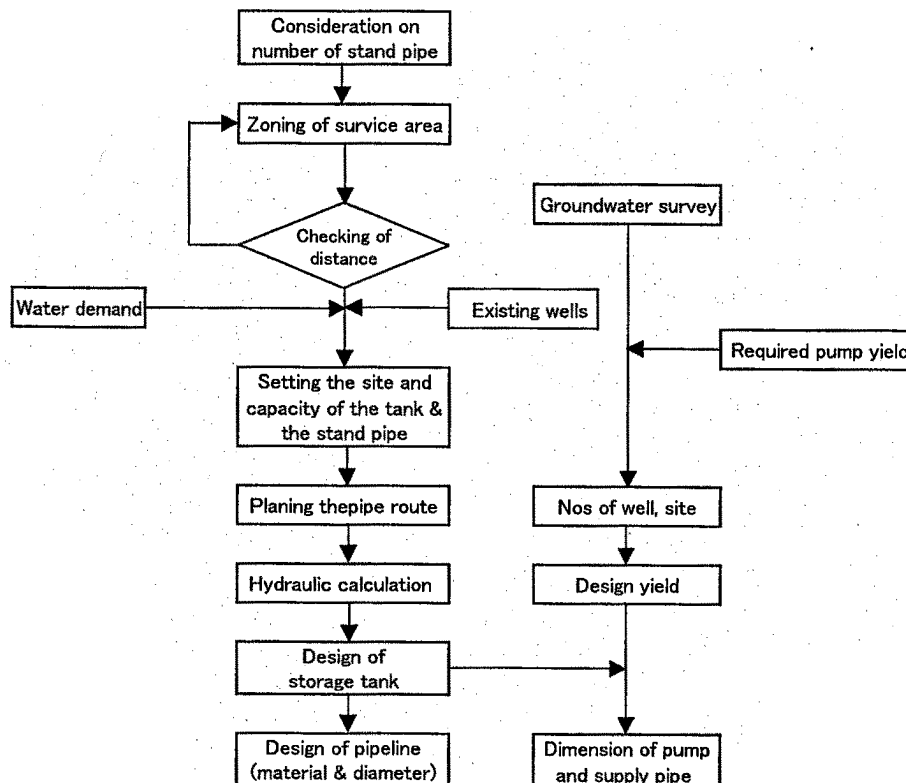 Consideration on
number of stand pipe
Zoning of survice area
Checking of
distance
Groundwater survey
Water demand
Existing wells
Required pump yield
Setting the site and
capacity of the tank &
the stand pipe
Planing thepipe route
Nos of well, site
Hydraulic calculation
Design yield
Design of
storage tank
Design of pipeline
(material & diameter)
Dimension of pump
and supply pipe